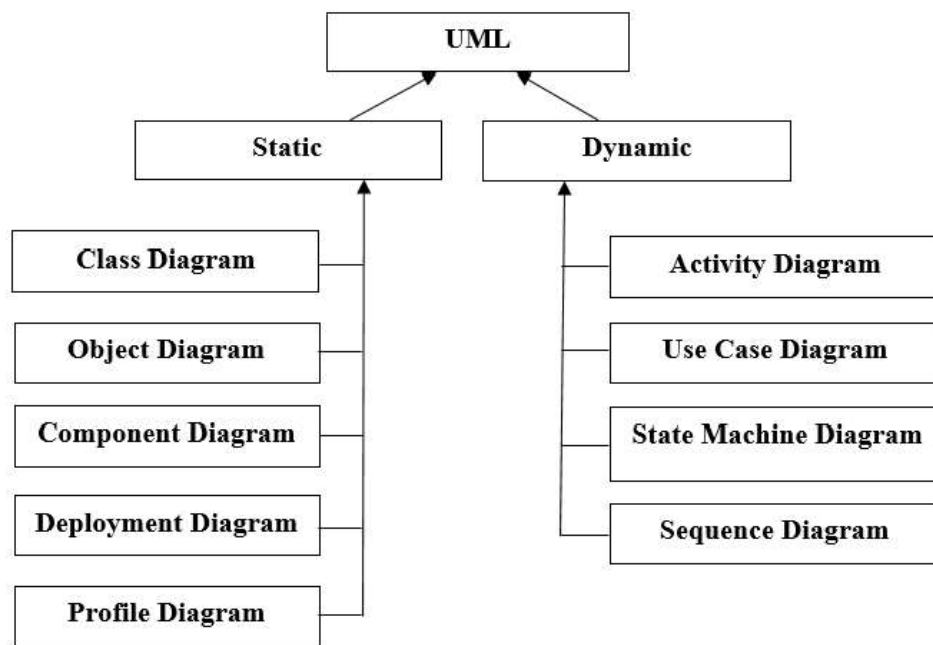 UML
Static
Dynamic
Class Diagram
Object Diagram
Component Diagram
Deployment Diagram
Profile Diagram
Activity Diagram
Use Case Diagram
State Machine Diagram
Sequence Diagram